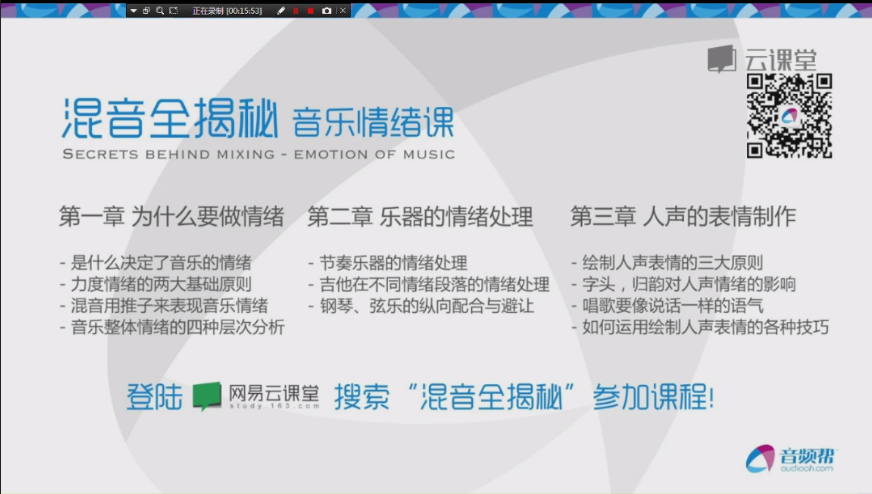 正在录制 [00:15:53]
云课堂
混音全揭秘 音乐情绪课
SECRETS BEHIND MIXING - EMOTION OF MUSIC
第一章 为什么要做情绪
- 是什么决定了音乐的情绪
- 力度情绪的两大基础原则
- 混音用推子来表现音乐情绪
- 音乐整体情绪的四种层次分析
第二章 乐器的情绪处理
- 节奏乐器的情绪处理
- 吉他在不同情绪段落的情绪处理
- 钢琴、弦乐的纵向配合与避让
第三章 人声的表情制作
- 绘制人声表情的三大原则
- 字头，归韵对人声情绪的影响
- 唱歌要像说话一样的语气
- 如何运用绘制人声表情的各种技巧
登陆 网易云课堂 搜索“混音全揭秘”参加课程!
study.163.com
音频帮
audiooh.com